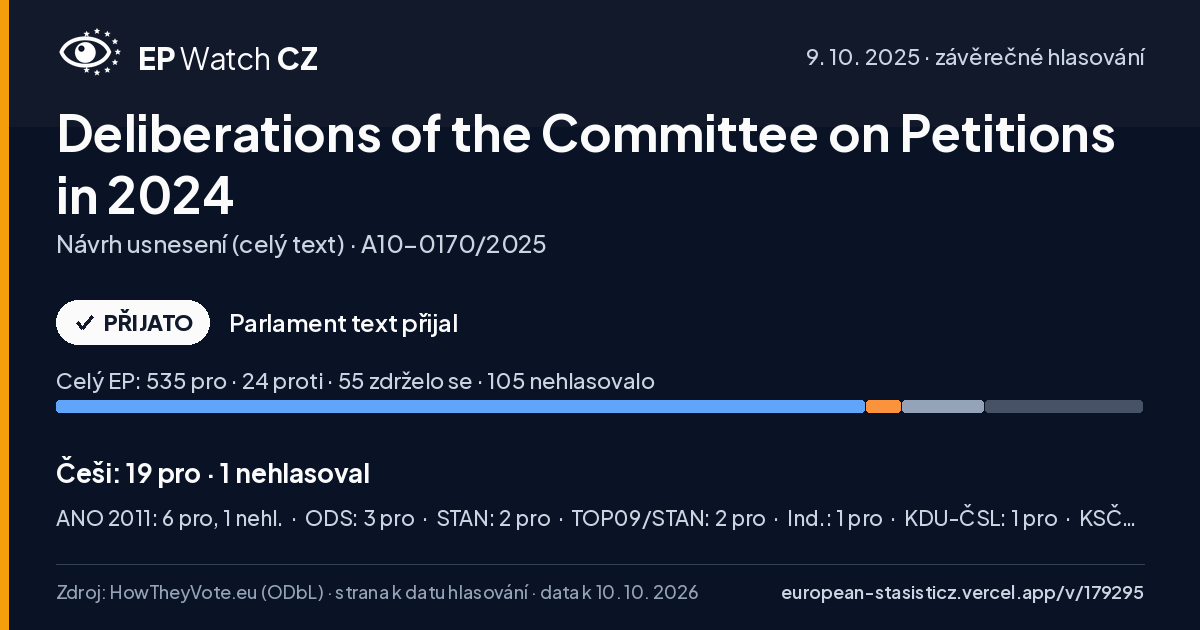 EP Watch CZ
9. 10. 2025 · závěrečné hlasování
Deliberations of the Committee on Petitions
in 2024
Návrh usnesení (celý text) · A10–0170/2025
✓ PŘIJATO
Parlament text přijal
Celý EP: 535 pro · 24 proti · 55 zdrželo se · 105 nehlasovalo
Češi: 19 pro · 1 nehlasoval
ANO 2011: 6 pro, 1 nehl. · ODS: 3 pro · STAN: 2 pro · TOP09/STAN: 2 pro · Ind.: 1 pro · KDU-ČSL: 1 pro · KSČ…
Zdroj: HowTheyVote.eu (ODbL) · strana k datu hlasování · data k 10. 10. 2026
european-stasisticz.vercel.app/v/179295